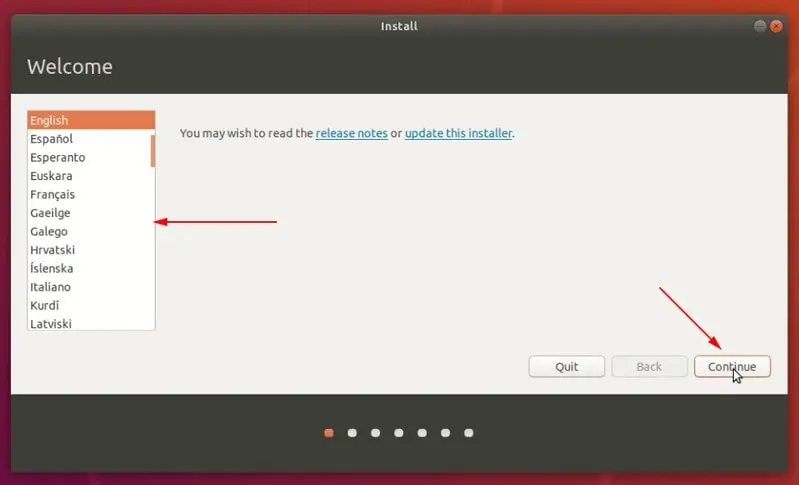 Install
Welcome
English
Español
Esperanto
Euskara
Français
Gaeilge
Galego
Hrvatski
Íslenska
Italiano
Kurdî
Latviski
You may wish to read the release notes or update this installer.
Quit
Back
Continue